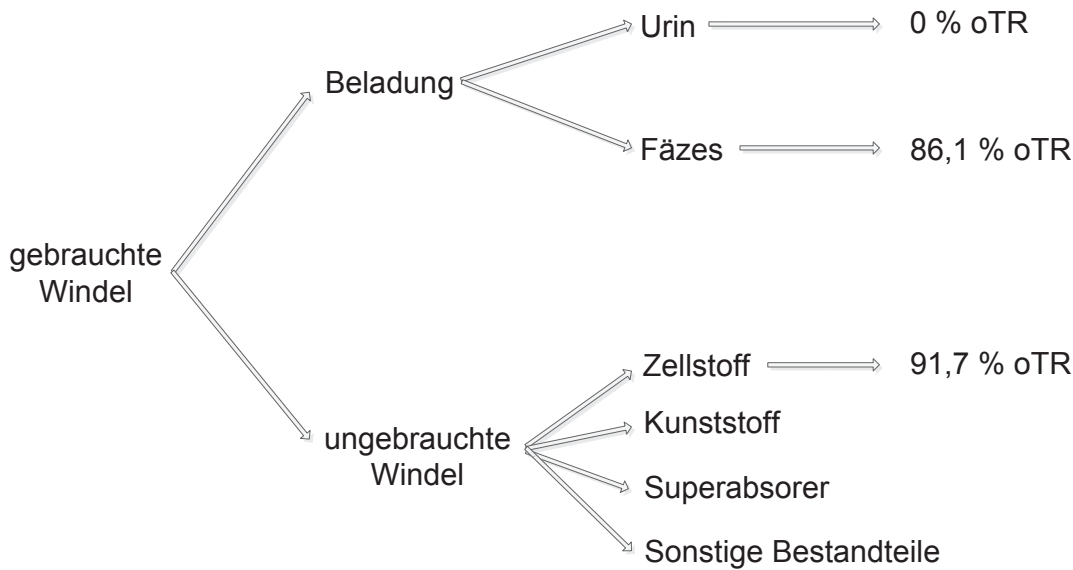 Urin
0 % oTR
Beladung
Fäzes
86,1 % oTR
gebrauchte
Windel
Zellstoff
91,7 % oTR
Kunststoff
ungebrauchte
Windel
Superabsorer
Sonstige Bestandteile